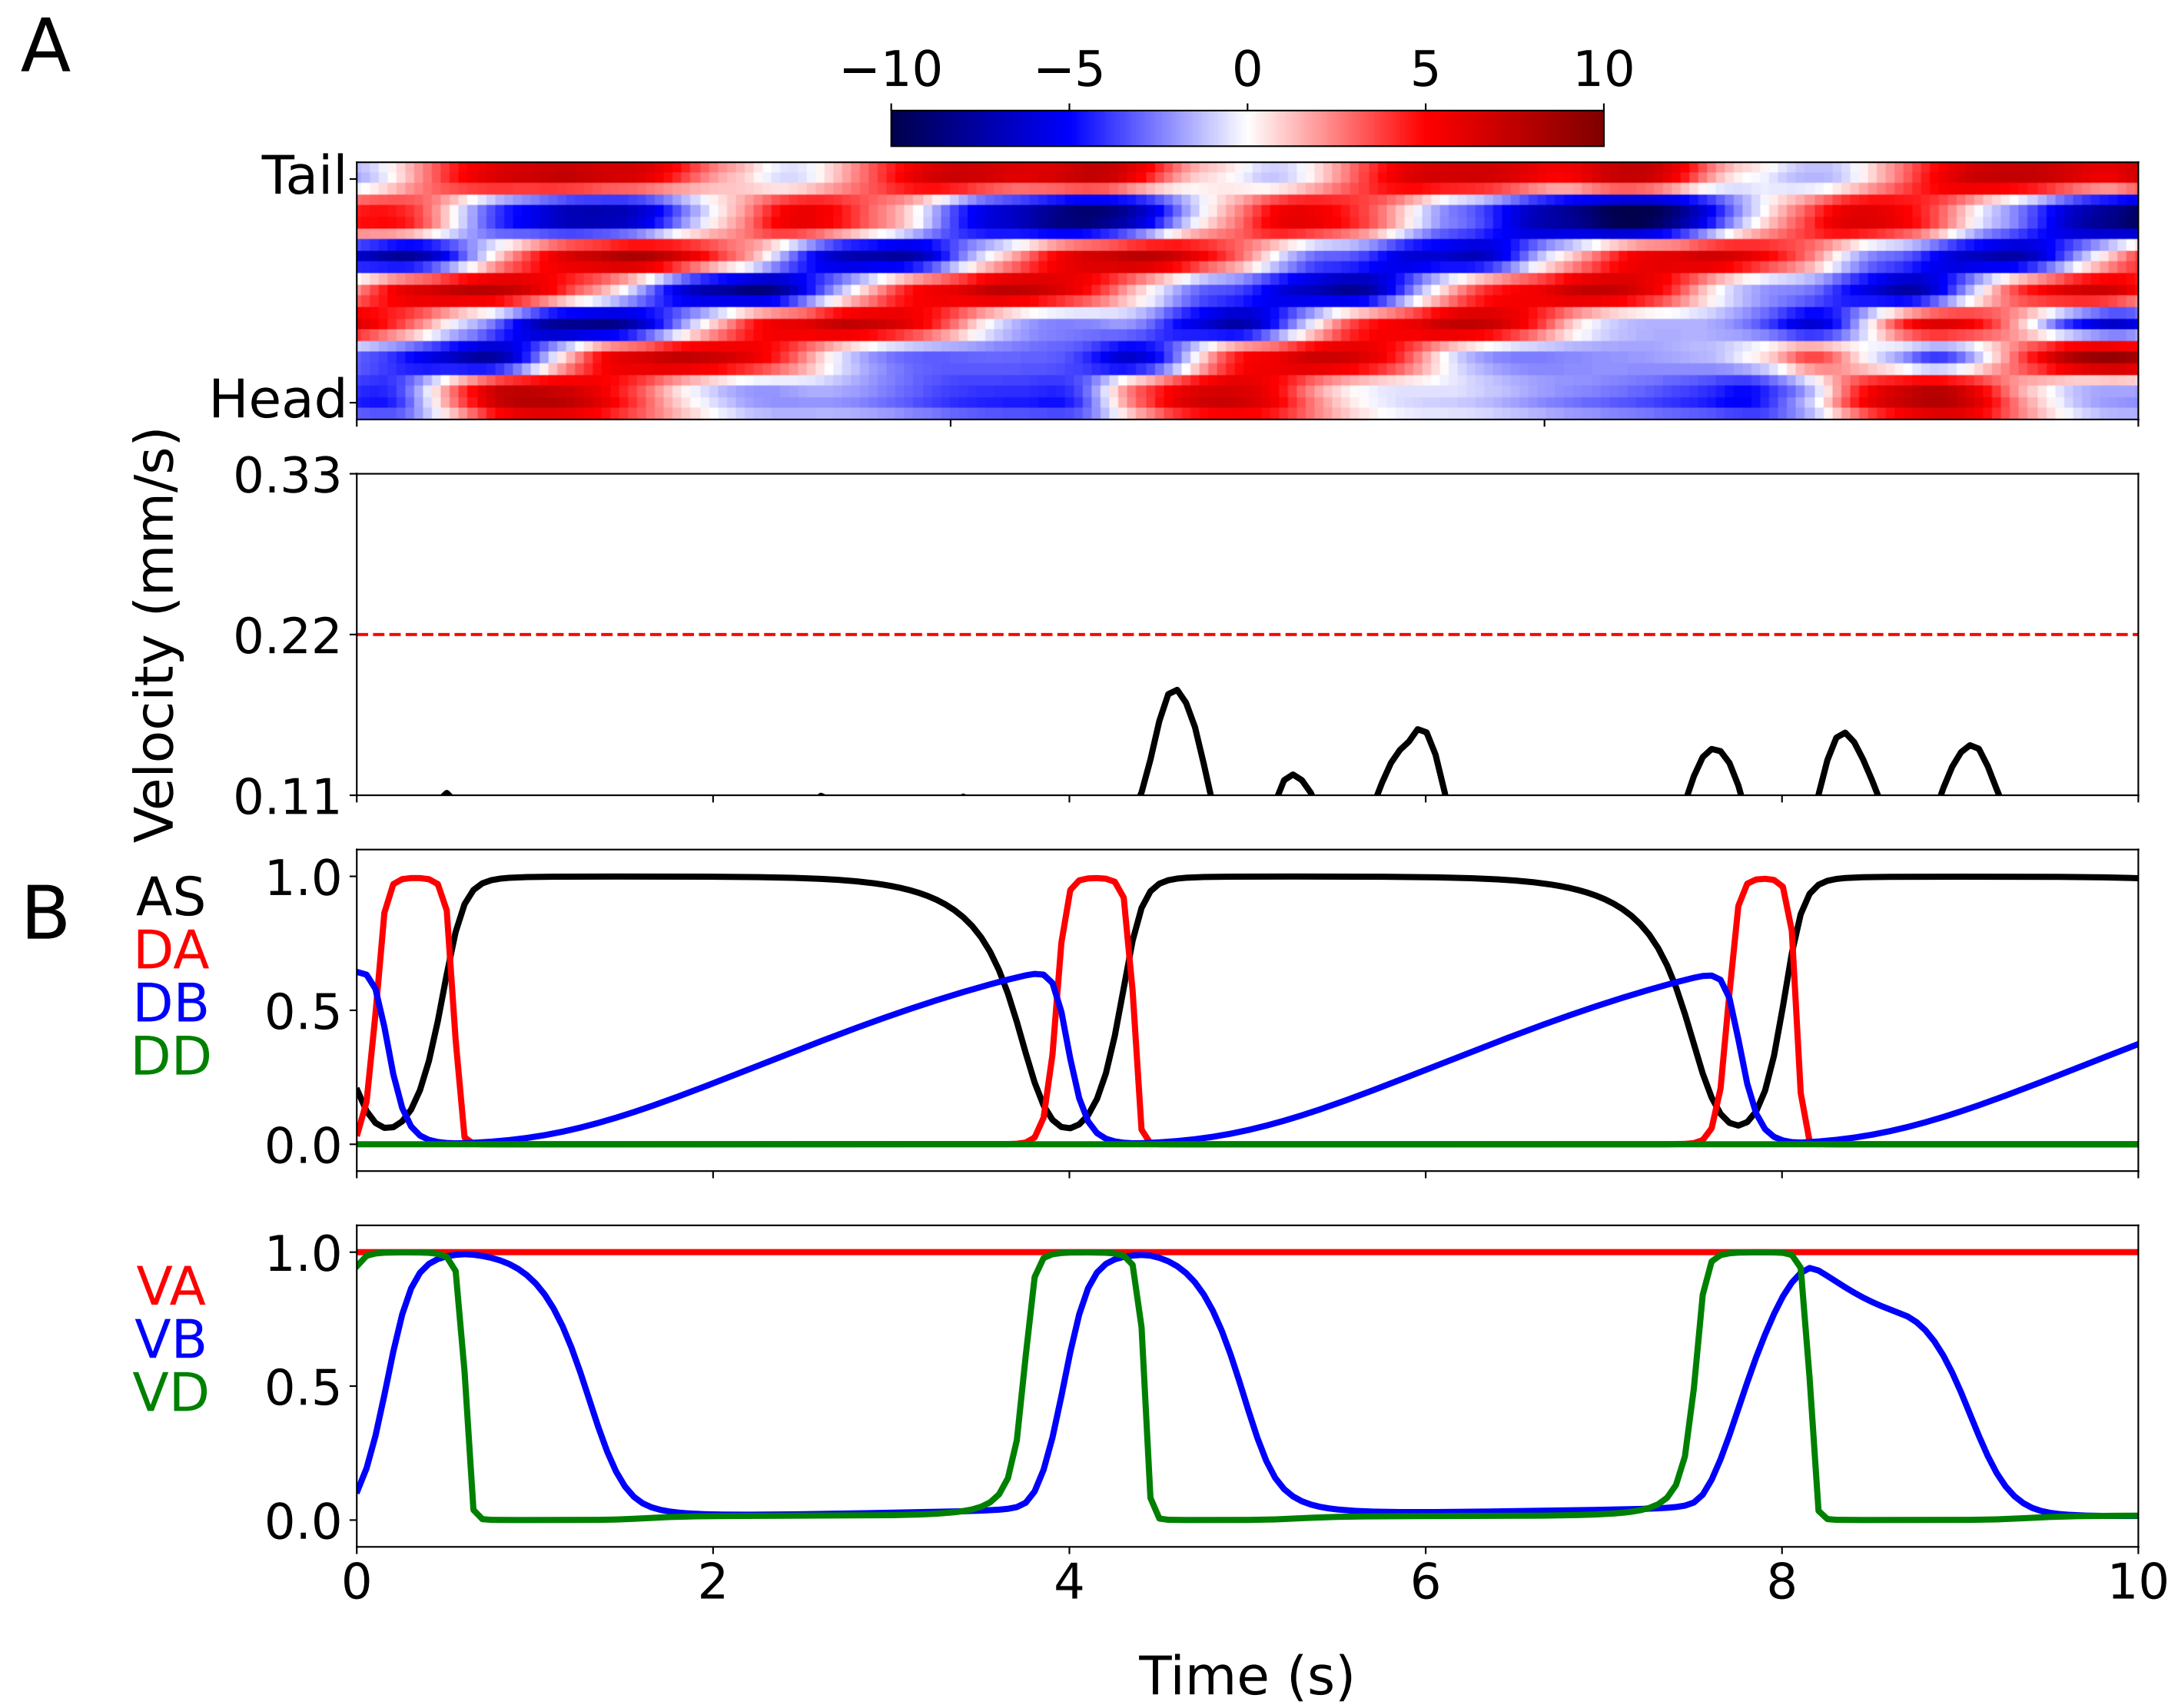 A
−10 −5 0 5 10
Tail
Head
Velocity (mm/s)
0.33
0.22
0.11
B
AS
DA
DB
DD
1.0
0.5
0.0
VA
VB
VD
1.0
0.5
0.0
0 2 4 6 8 10
Time (s)